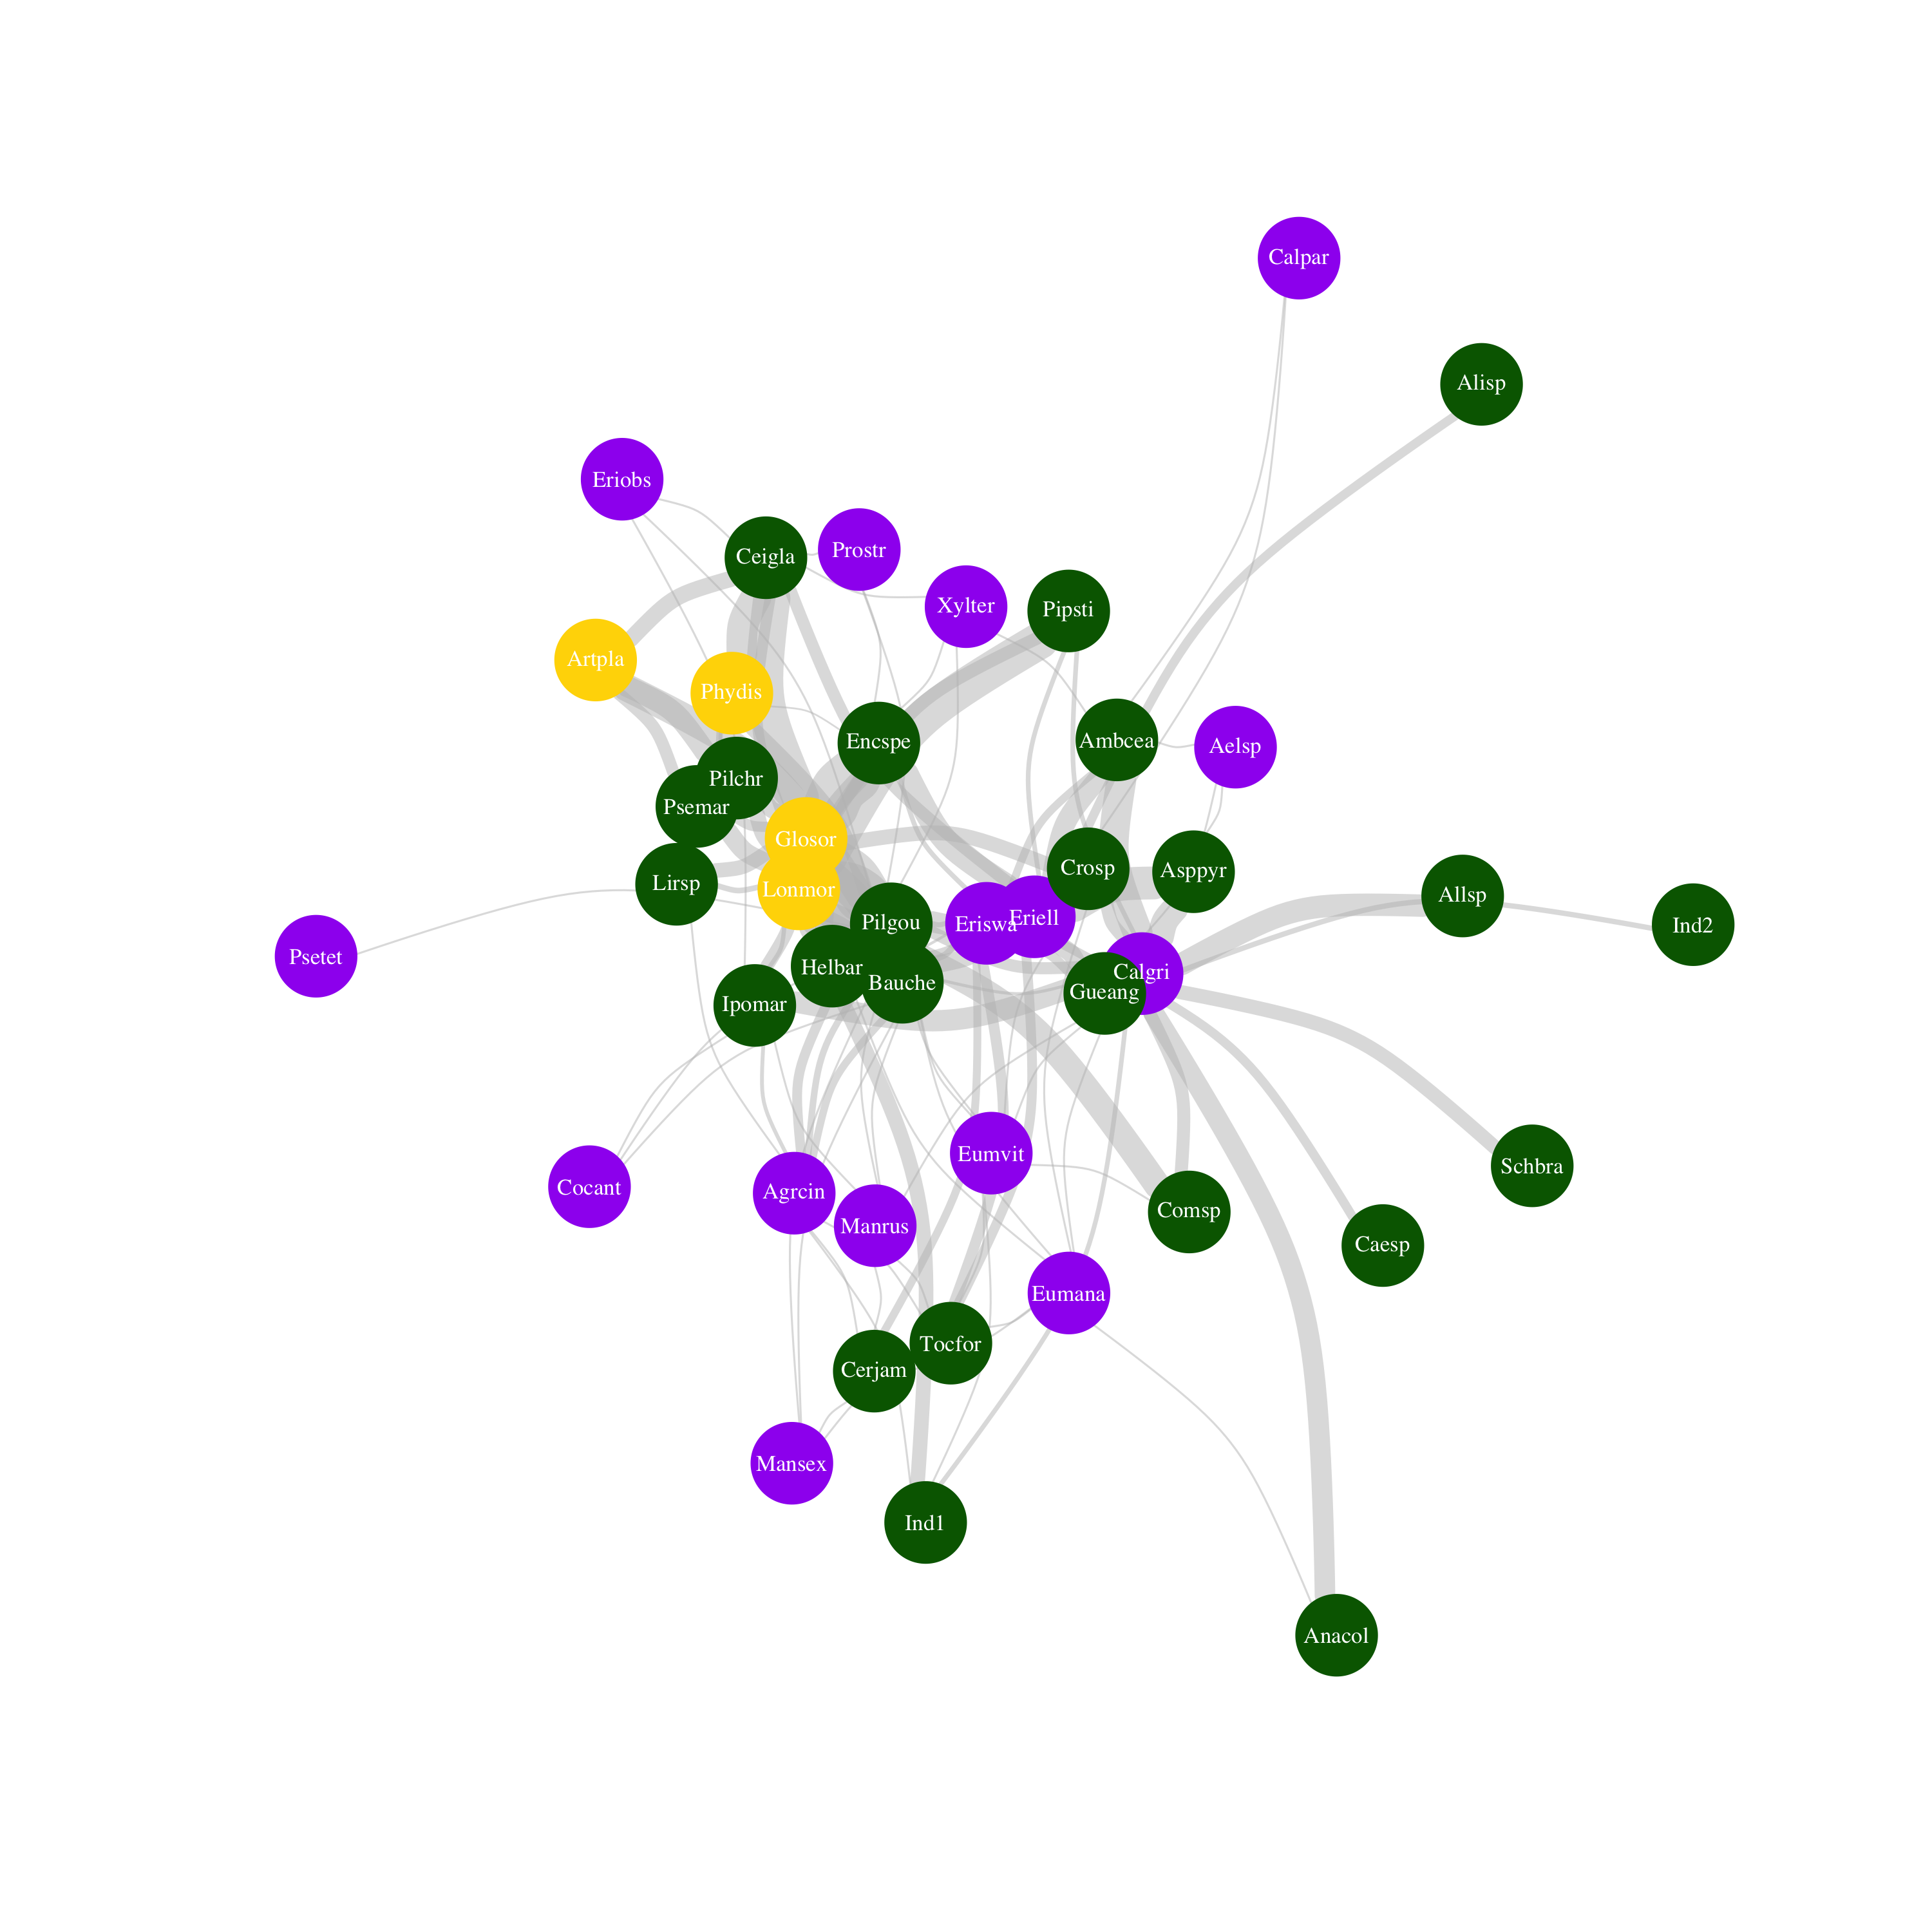 Calpar
Alisp
Eriobs
Prostr
Ceigla
Xylter
Pipsti
Artpla
Phydis
Encspe
Ambcea
Aelsp
Pilchr
Psemar
Glosor
Crosp
Asppyr
Lirsp
Lonmor
Allsp
Pilgou
Eriswa
Eriell
Ind2
Psetet
Helbar
Calgri
Bauche
Gueang
Ipomar
Eumvit
Schbra
Cocant
Agrcin
Comsp
Manrus
Caesp
Eumana
Tocfor
Cerjam
Mansex
Ind1
Anacol